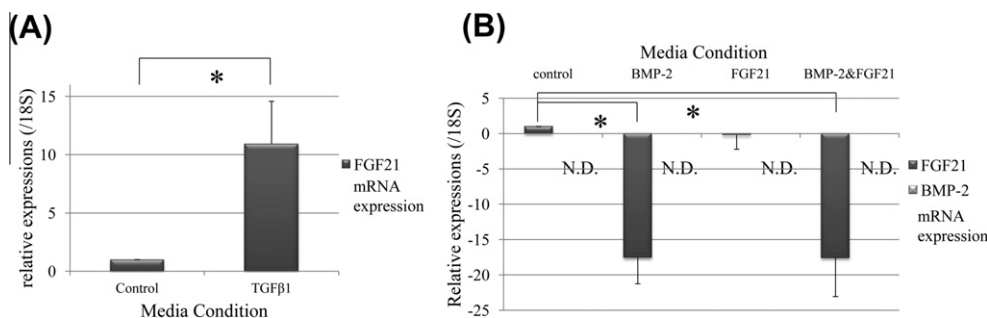 (A)
*
relative expressions (/18S)
15
10
5
0
Control
TGFβ1
Media Condition
FGF21
mRNA
expression
(B)
Media Condition
control
BMP-2
FGF21
BMP-2&FGF21
Relative expressions (/18S)
5
0
-5
-10
-15
-20
-25
*
*
N.D.
N.D.
N.D.
N.D.
FGF21
BMP-2
mRNA
expression